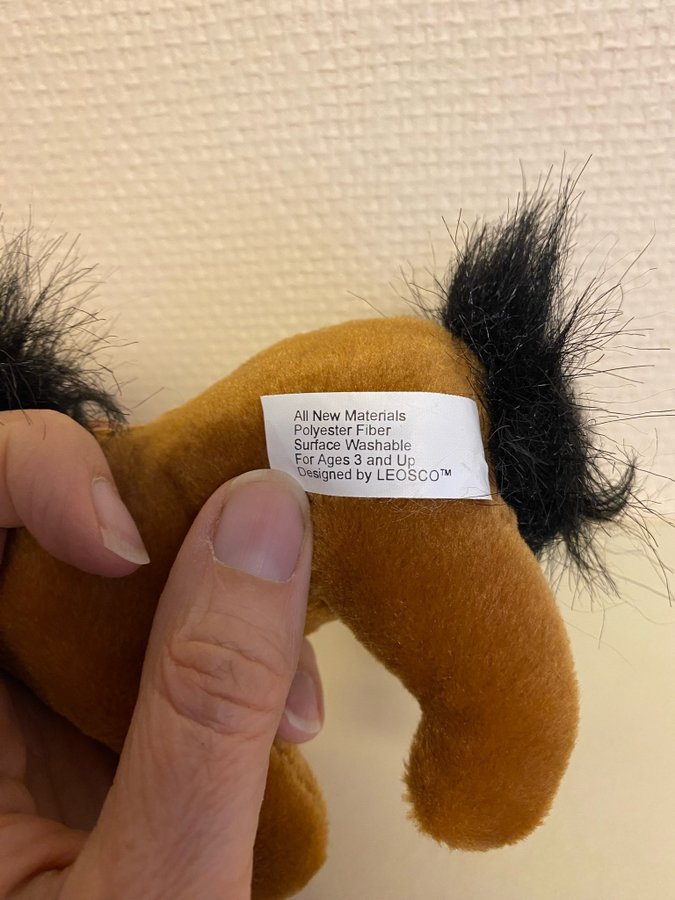 All New Materials
Polyester Fiber
Surface Washable
For Ages 3 and Up
Designed by LEOSCO™